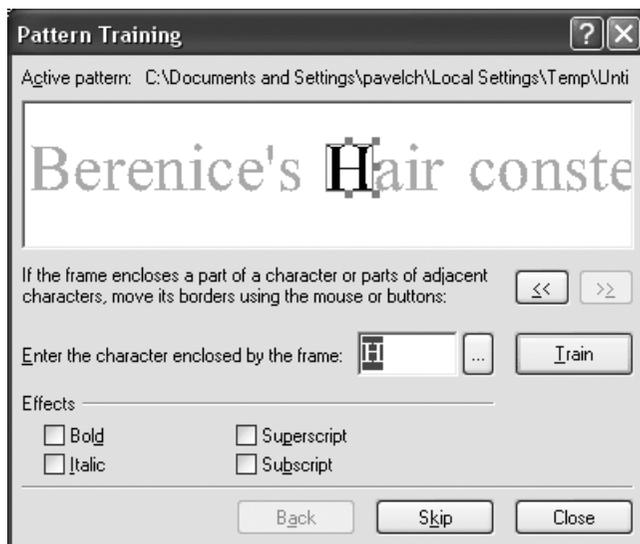 Pattern Training
Active pattern: C:\Documents and Settings\pavelch\Local Settings\Temp\Unti
Berenice's Hair conste
If the frame encloses a part of a character or parts of adjacent
characters, move its borders using the mouse or buttons:
<< >>
Enter the character enclosed by the frame: H ... Train
Effects
Bold Superscript
Italic Subscript
Back Skip Close